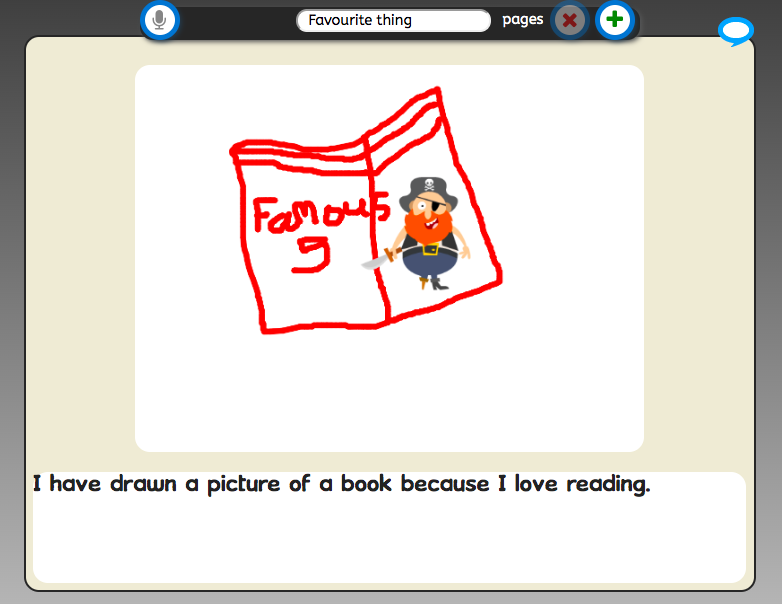 Favourite thing
pages
Famous
5
I have drawn a picture of a book because I love reading.